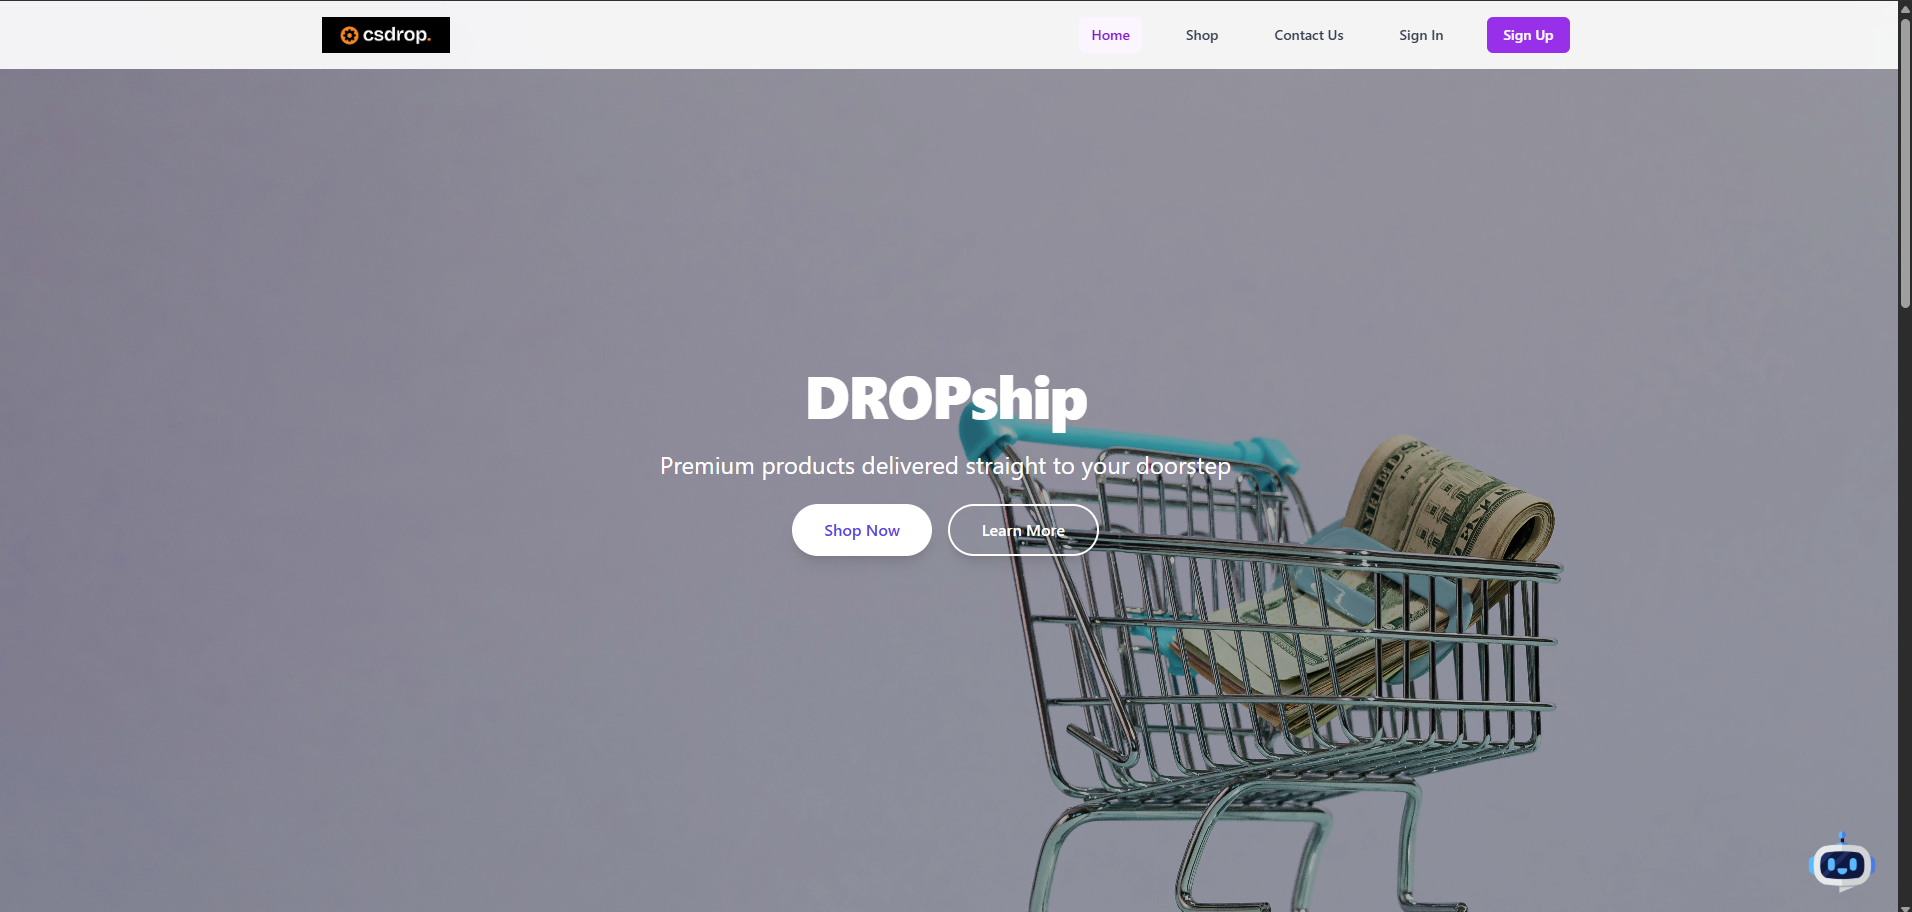 csdrop.
Home
Shop
Contact Us
Sign In
Sign Up
DROPship
Premium products delivered straight to your doorstep
Shop Now
Learn More